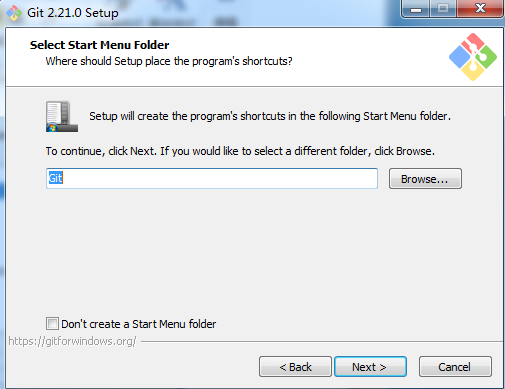 Git 2.21.0 Setup
Select Start Menu Folder
Where should Setup place the program's shortcuts?
Setup will create the program's shortcuts in the following Start Menu folder.
To continue, click Next. If you would like to select a different folder, click Browse.
Git
Browse...
Don't create a Start Menu folder
https://gitforwindows.org/
< Back
Next >
Cancel